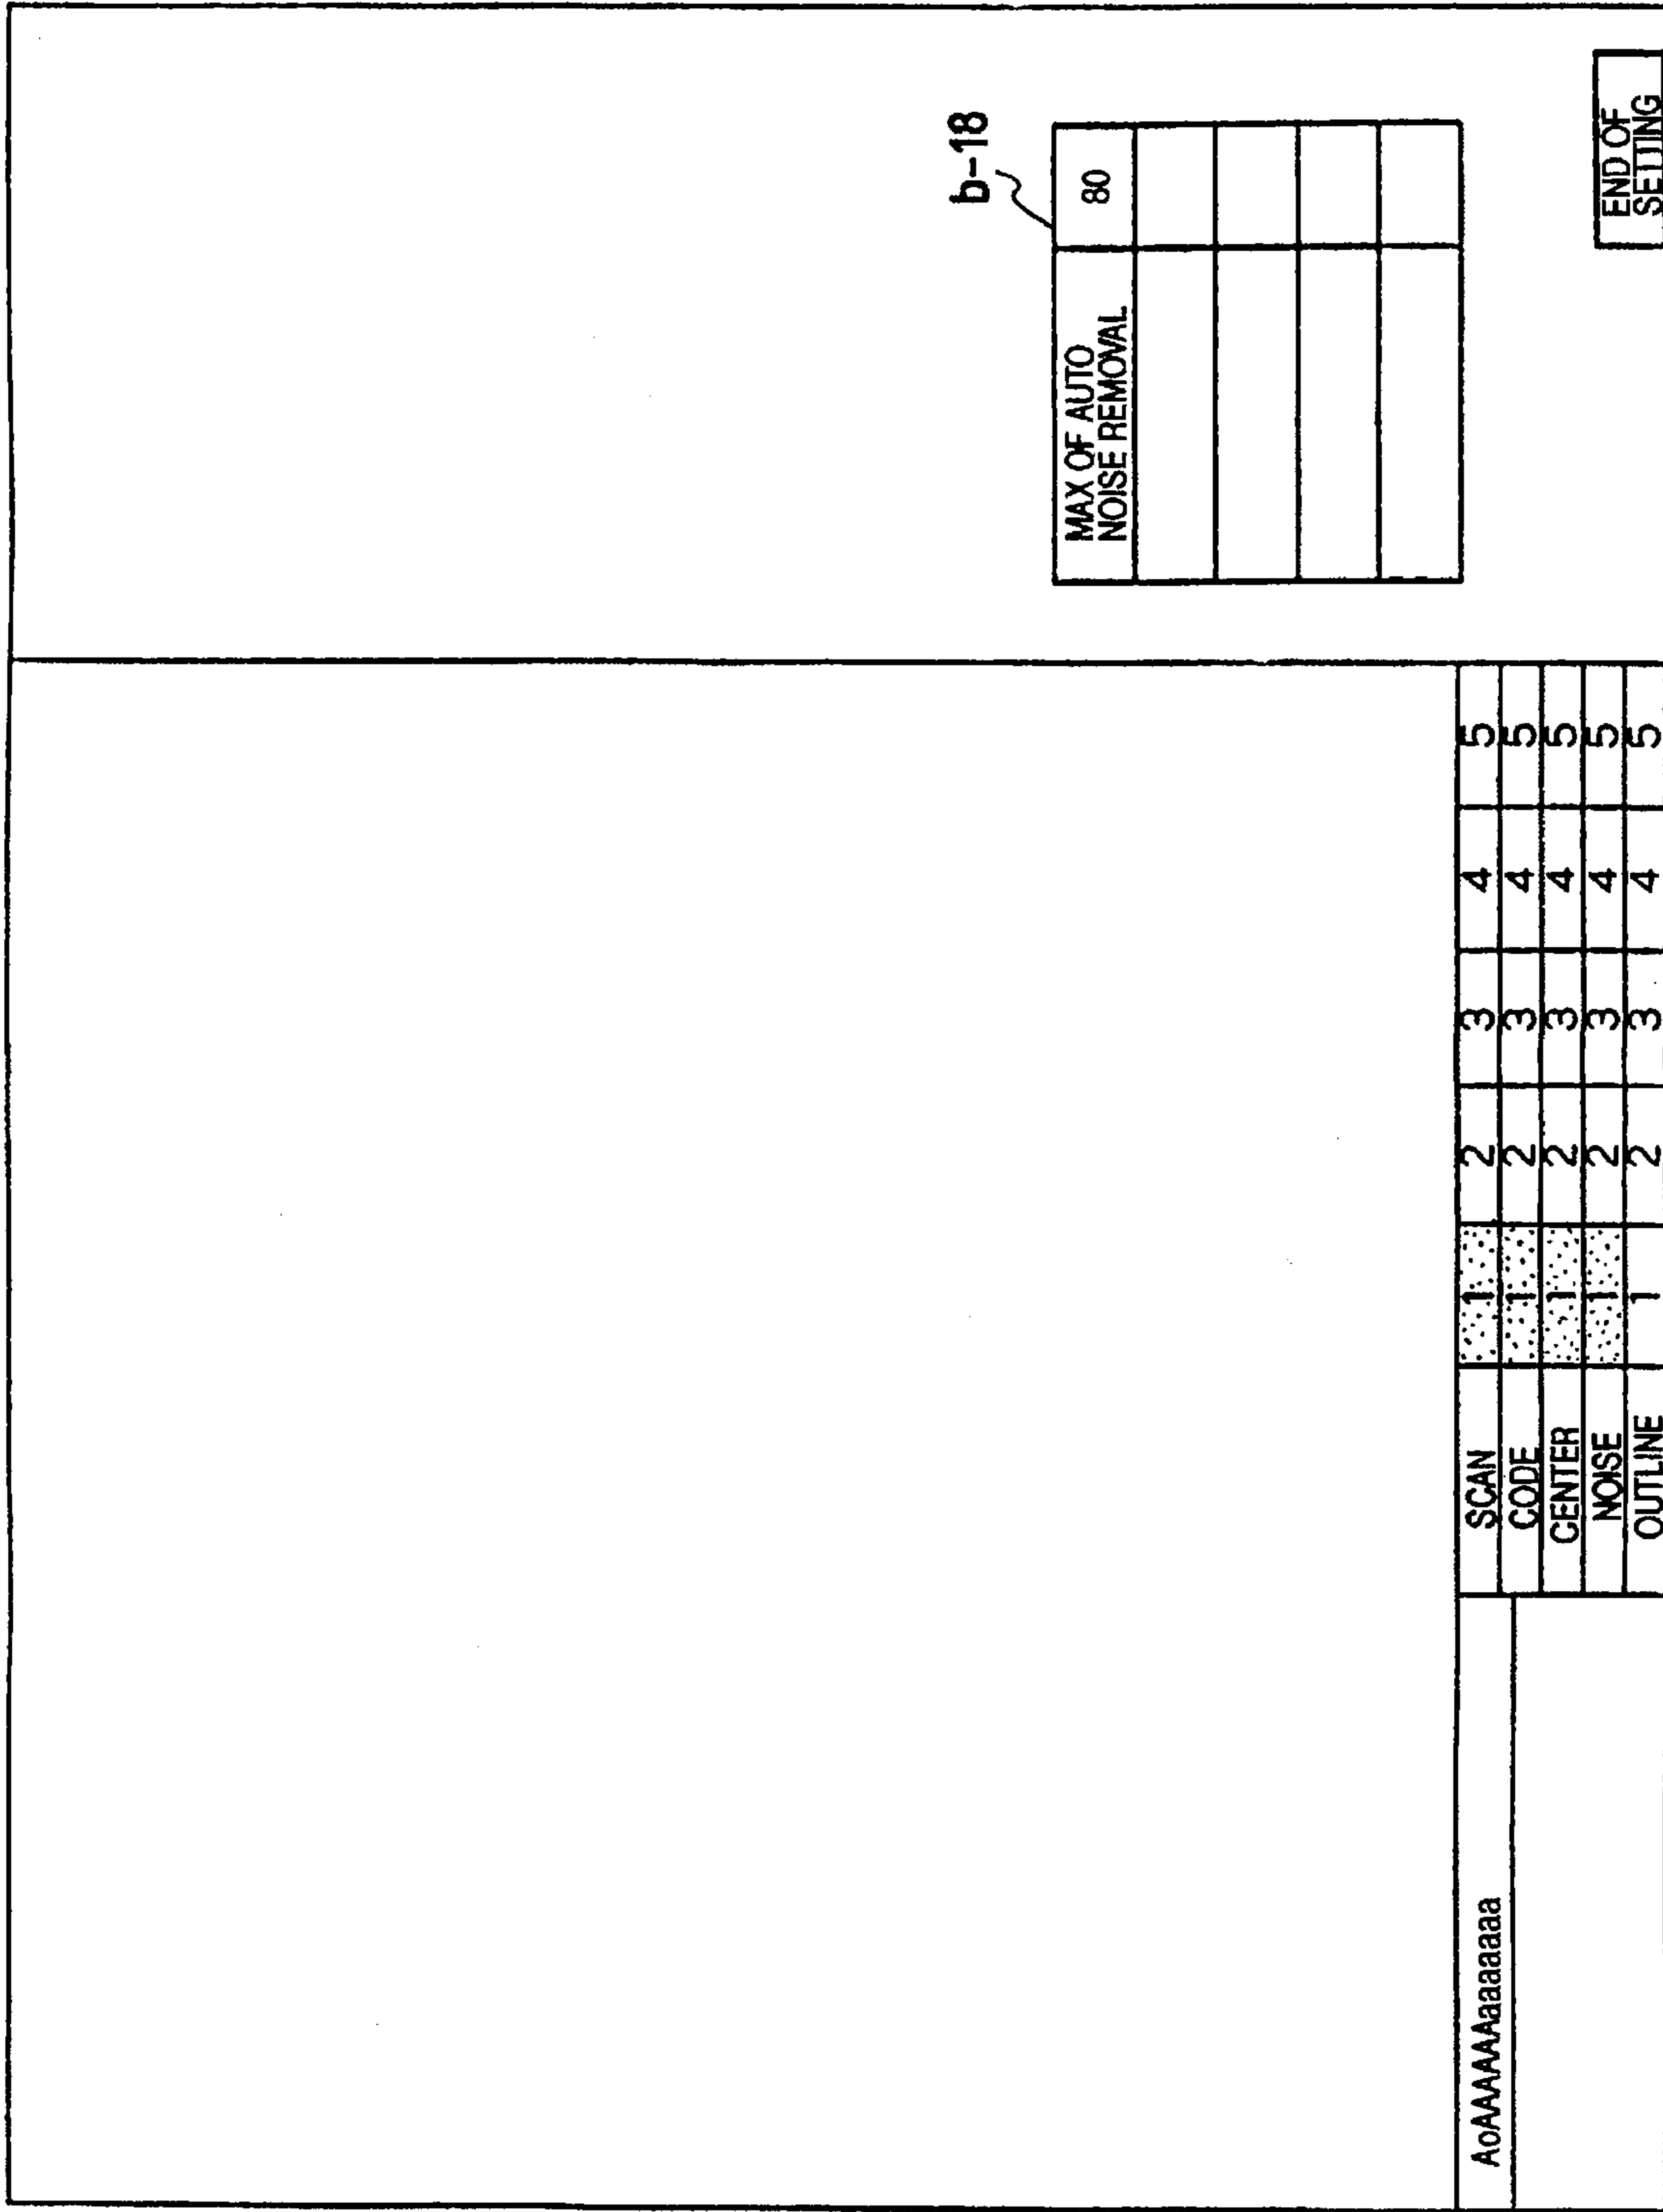 b-18
MAX OF AUTO
NOISE REMOVAL
80
AoAAAAAaaaaaaa
SCAN 1 2 3 4 5
CODE 1 2 3 4 5
CENTER 1 2 3 4 5
NOISE 1 2 3 4 5
OUTLINE 1 2 3 4 5
END OF
SETTING